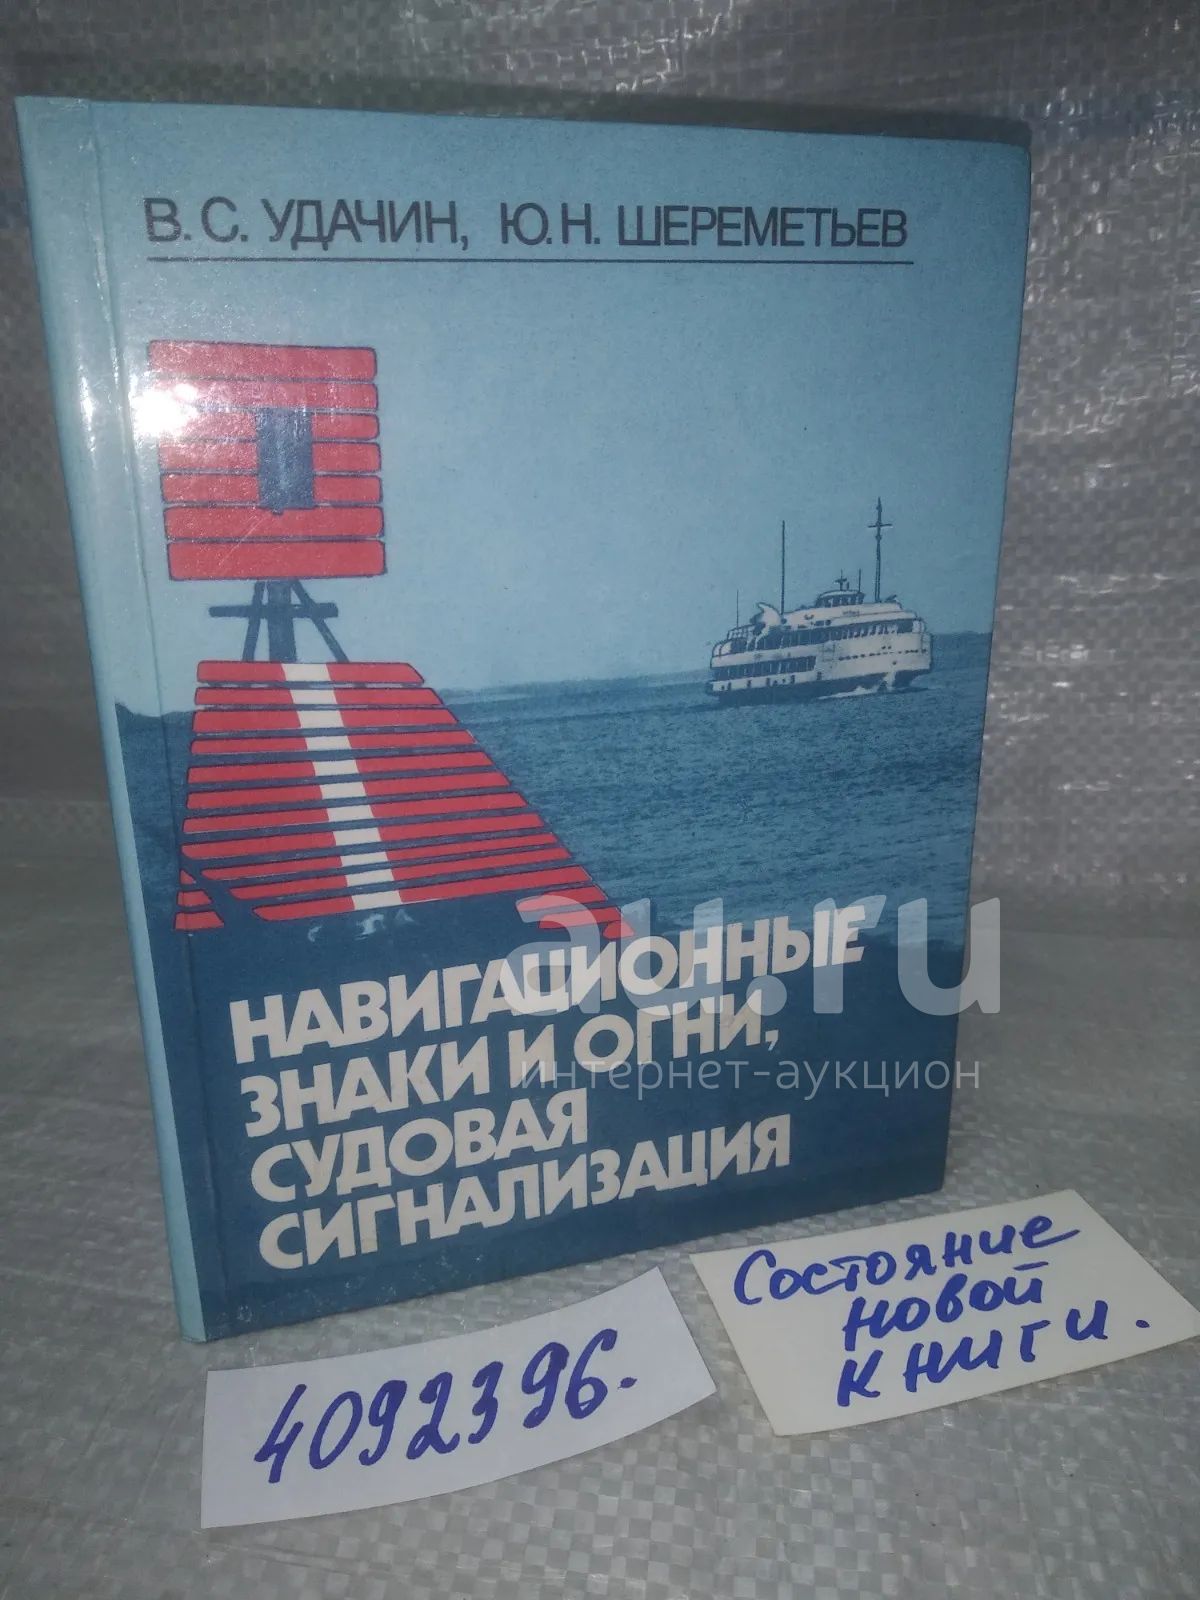 В.С. УДАЧИН, Ю.Н. ШЕРЕМЕТЬЕВ
НАВИГАЦИОННЫЕ
ЗНАКИ И ОГНИ,
СУДОВАЯ
СИГНАЛИЗАЦИЯ
au.ru
интернет-аукцион
Состояние
новой
книги.
4092396.